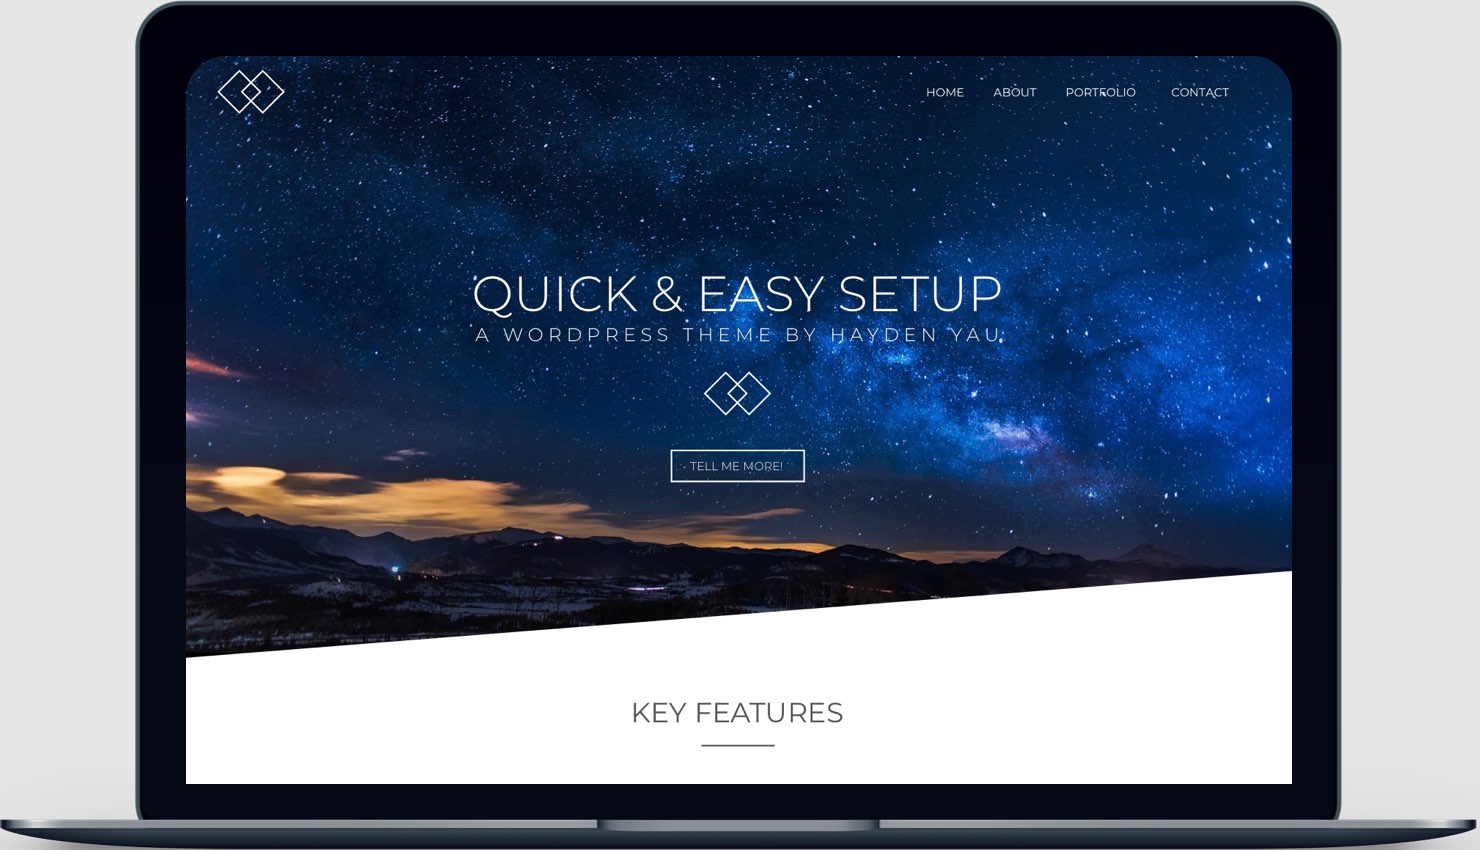 HOME ABOUT PORTFOLIO CONTACT
QUICK & EASY SETUP
A WORDPRESS THEME BY HAYDEN YAU
TELL ME MORE!
KEY FEATURES